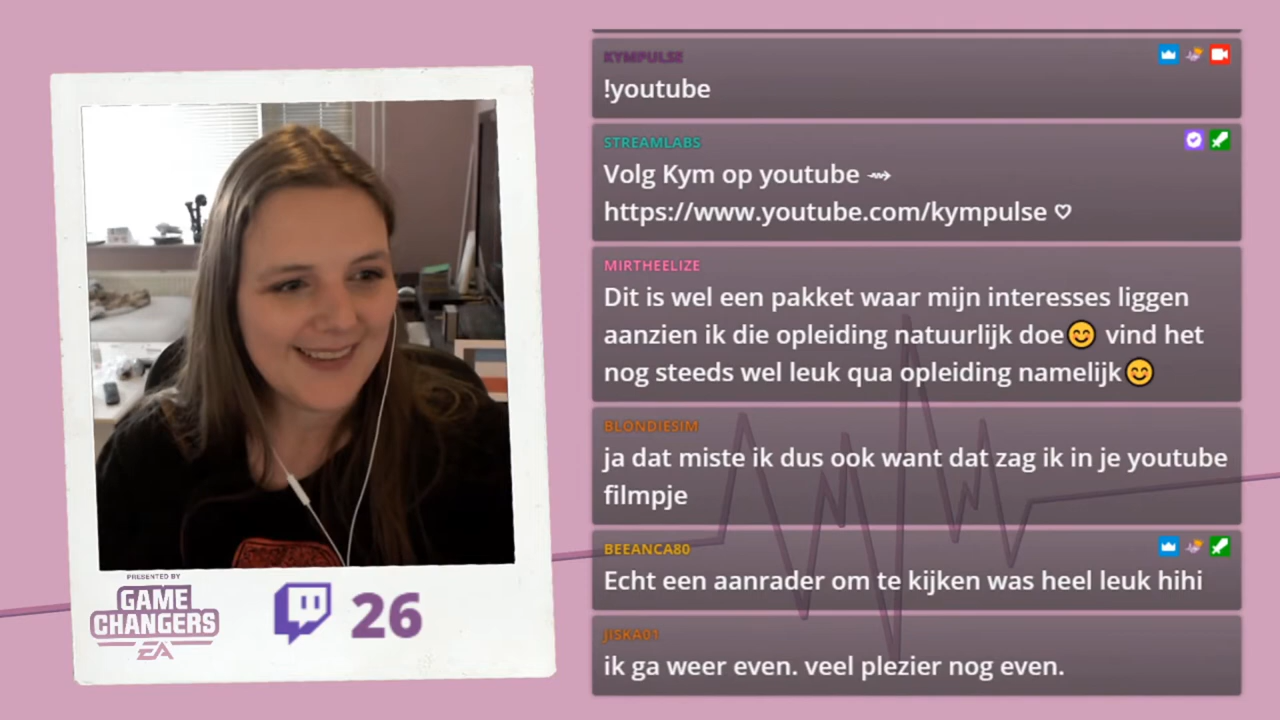 PRESENTED BY
GAME
CHANGERS
EA
26
KYMPULSE
!youtube
STREAMLABS
Volg Kym op youtube ⇝
https://www.youtube.com/kympulse ♡
MIRTHEELIZE
Dit is wel een pakket waar mijn interesses liggen
aanzien ik die opleiding natuurlijk doe😊 vind het
nog steeds wel leuk qua opleiding namelijk😊
BLONDIESIM
ja dat miste ik dus ook want dat zag ik in je youtube
filmpje
BEEANCA80
Echt een aanrader om te kijken was heel leuk hihi
JISKA01
ik ga weer even. veel plezier nog even.